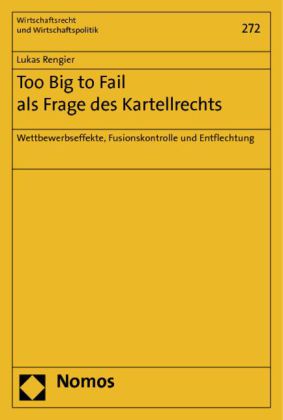 Wirtschaftsrecht
und Wirtschaftspolitik
272
Lukas Rengier
Too Big to Fail
als Frage des Kartellrechts
Wettbewerbseffekte, Fusionskontrolle und Entflechtung
Nomos